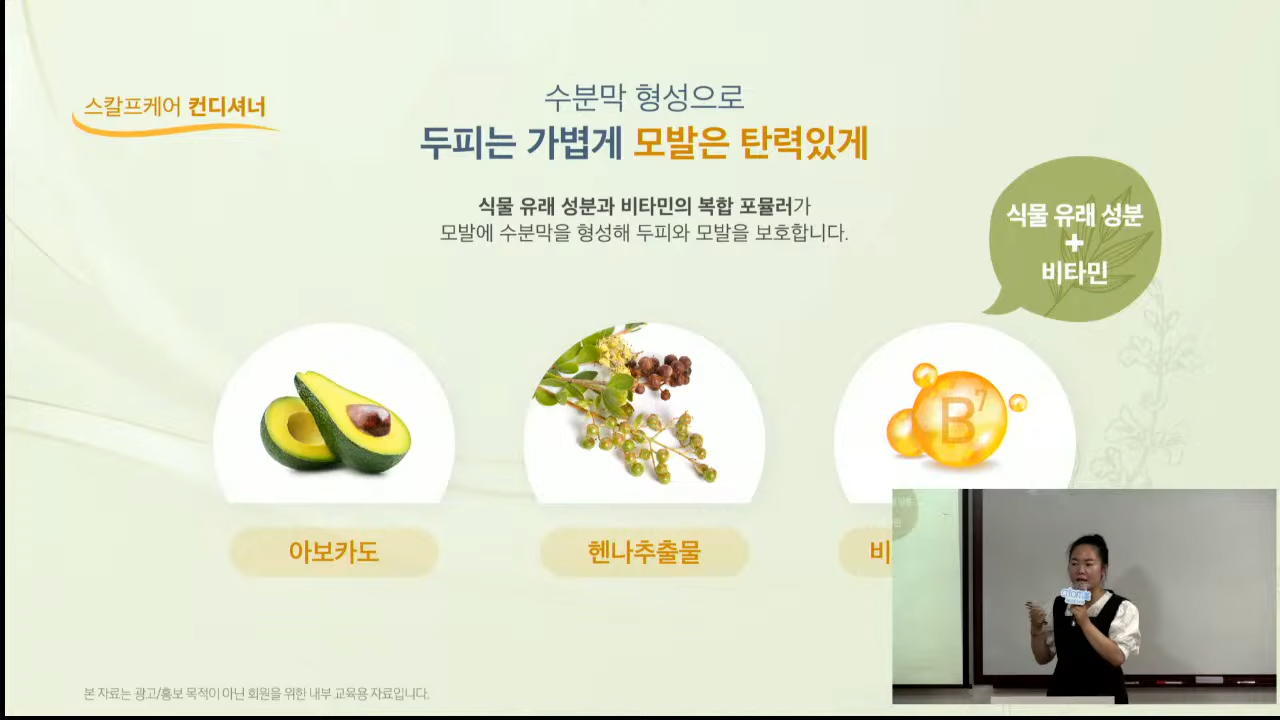 스칼프케어 컨디셔너
수분막 형성으로
두피는 가볍게 모발은 탄력있게
식물 유래 성분과 비타민의 복합 포뮬러가
모발에 수분막을 형성해 두피와 모발을 보호합니다.
식물 유래 성분
+
비타민
B7
아보카도
헨나추출물
비
본 자료는 광고/홍보 목적이 아닌 회원을 위한 내부 교육용 자료입니다.